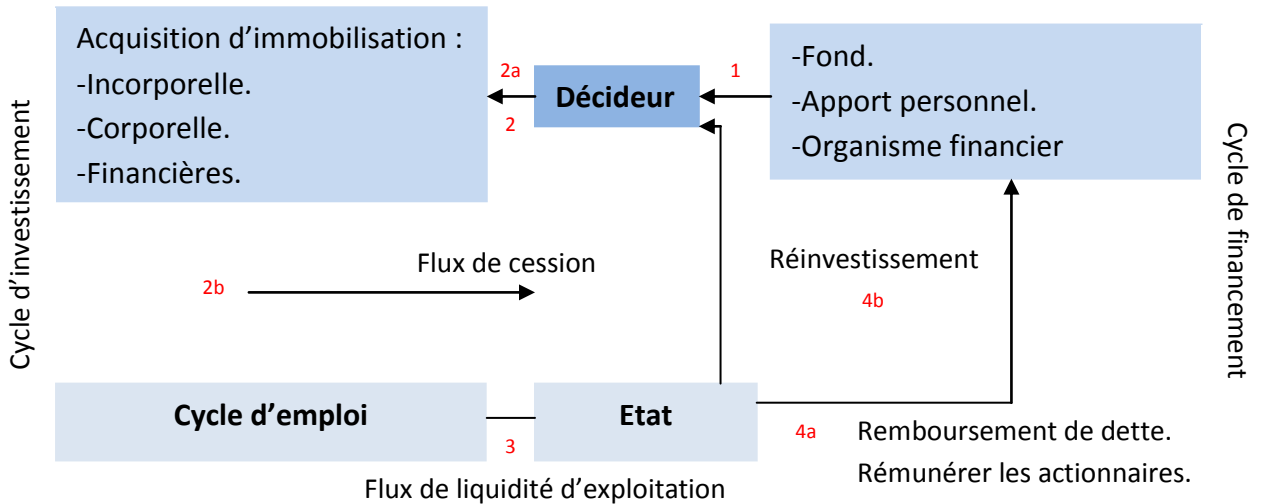 Acquisition d’immobilisation :
-Incorporelle.
-Corporelle.
-Financières.
2a
2
Décideur
1
-Fond.
-Apport personnel.
-Organisme financier
Cycle d’investissement
Cycle de financement
2b
Flux de cession
Réinvestissement
4b
Cycle d’emploi
3
Etat
4a
Remboursement de dette.
Rémunérer les actionnaires.
Flux de liquidité d’exploitation